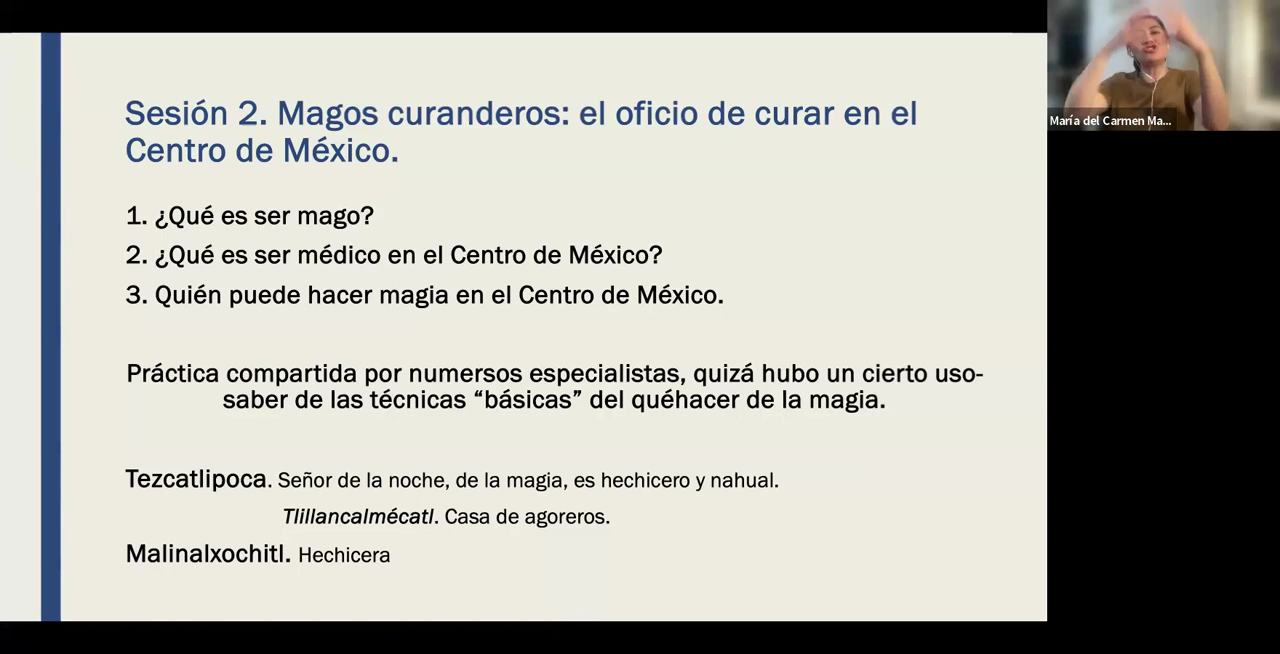 Sesión 2. Magos curanderos: el oficio de curar en el
Centro de México.
1. ¿Qué es ser mago?
2. ¿Qué es ser médico en el Centro de México?
3. Quién puede hacer magia en el Centro de México.
Práctica compartida por numersos especialistas, quizá hubo un cierto uso-
saber de las técnicas “básicas” del quéhacer de la magia.
Tezcatlipoca. Señor de la noche, de la magia, es hechicero y nahual.
Tlillancalmécatl. Casa de agoreros.
Malinalxochitl. Hechicera
María del Carmen Ma...